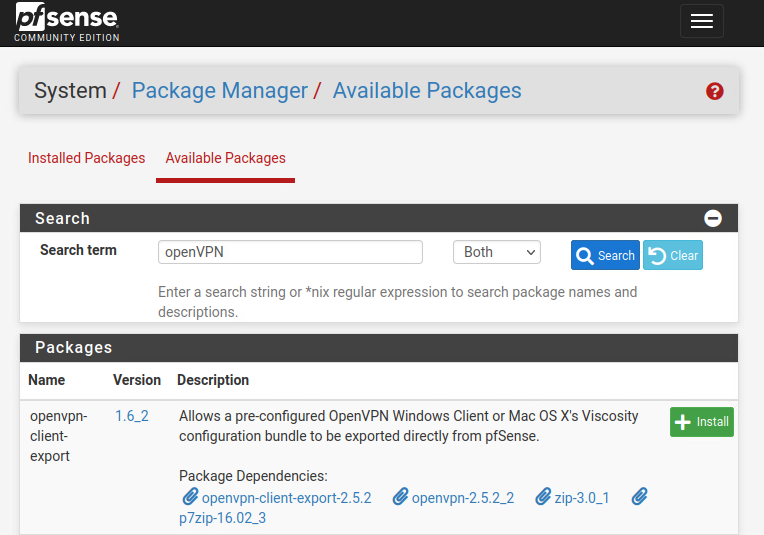 pfsense
COMMUNITY EDITION
System / Package Manager / Available Packages ?
Installed Packages Available Packages
Search
Search term openVPN Both Search Clear
Enter a search string or *nix regular expression to search package names and
descriptions.
Packages
Name Version Description
openvpn-client-export 1.6_2 Allows a pre-configured OpenVPN Windows Client or Mac OS X's Viscosity Install
configuration bundle to be exported directly from pfSense.
Package Dependencies:
openvpn-client-export-2.5.2 openvpn-2.5.2_2 zip-3.0_1
p7zip-16.02_3